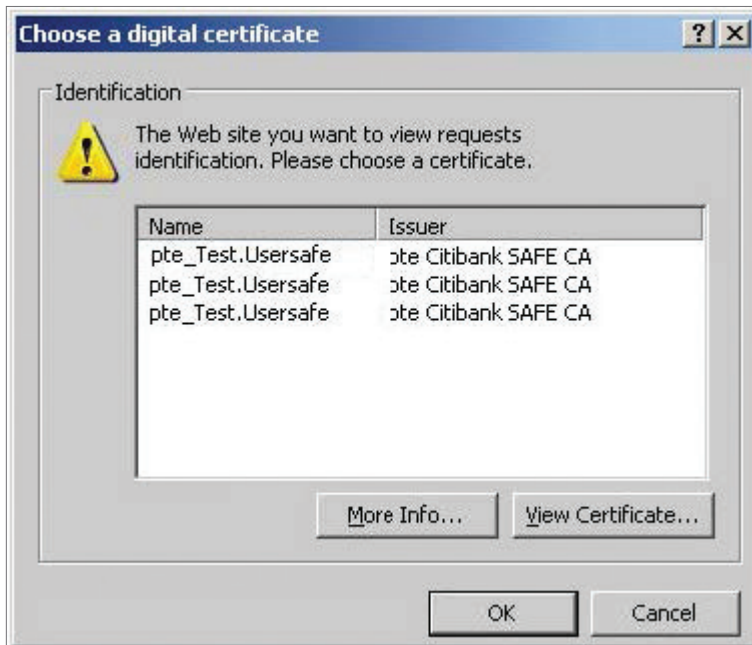 Choose a digital certificate
? X
Identification
The Web site you want to view requests
identification. Please choose a certificate.
Name Issuer
pte_Test.Usersafe pte Citibank SAFE CA
pte_Test.Usersafe pte Citibank SAFE CA
pte_Test.Usersafe pte Citibank SAFE CA
More Info... View Certificate...
OK Cancel